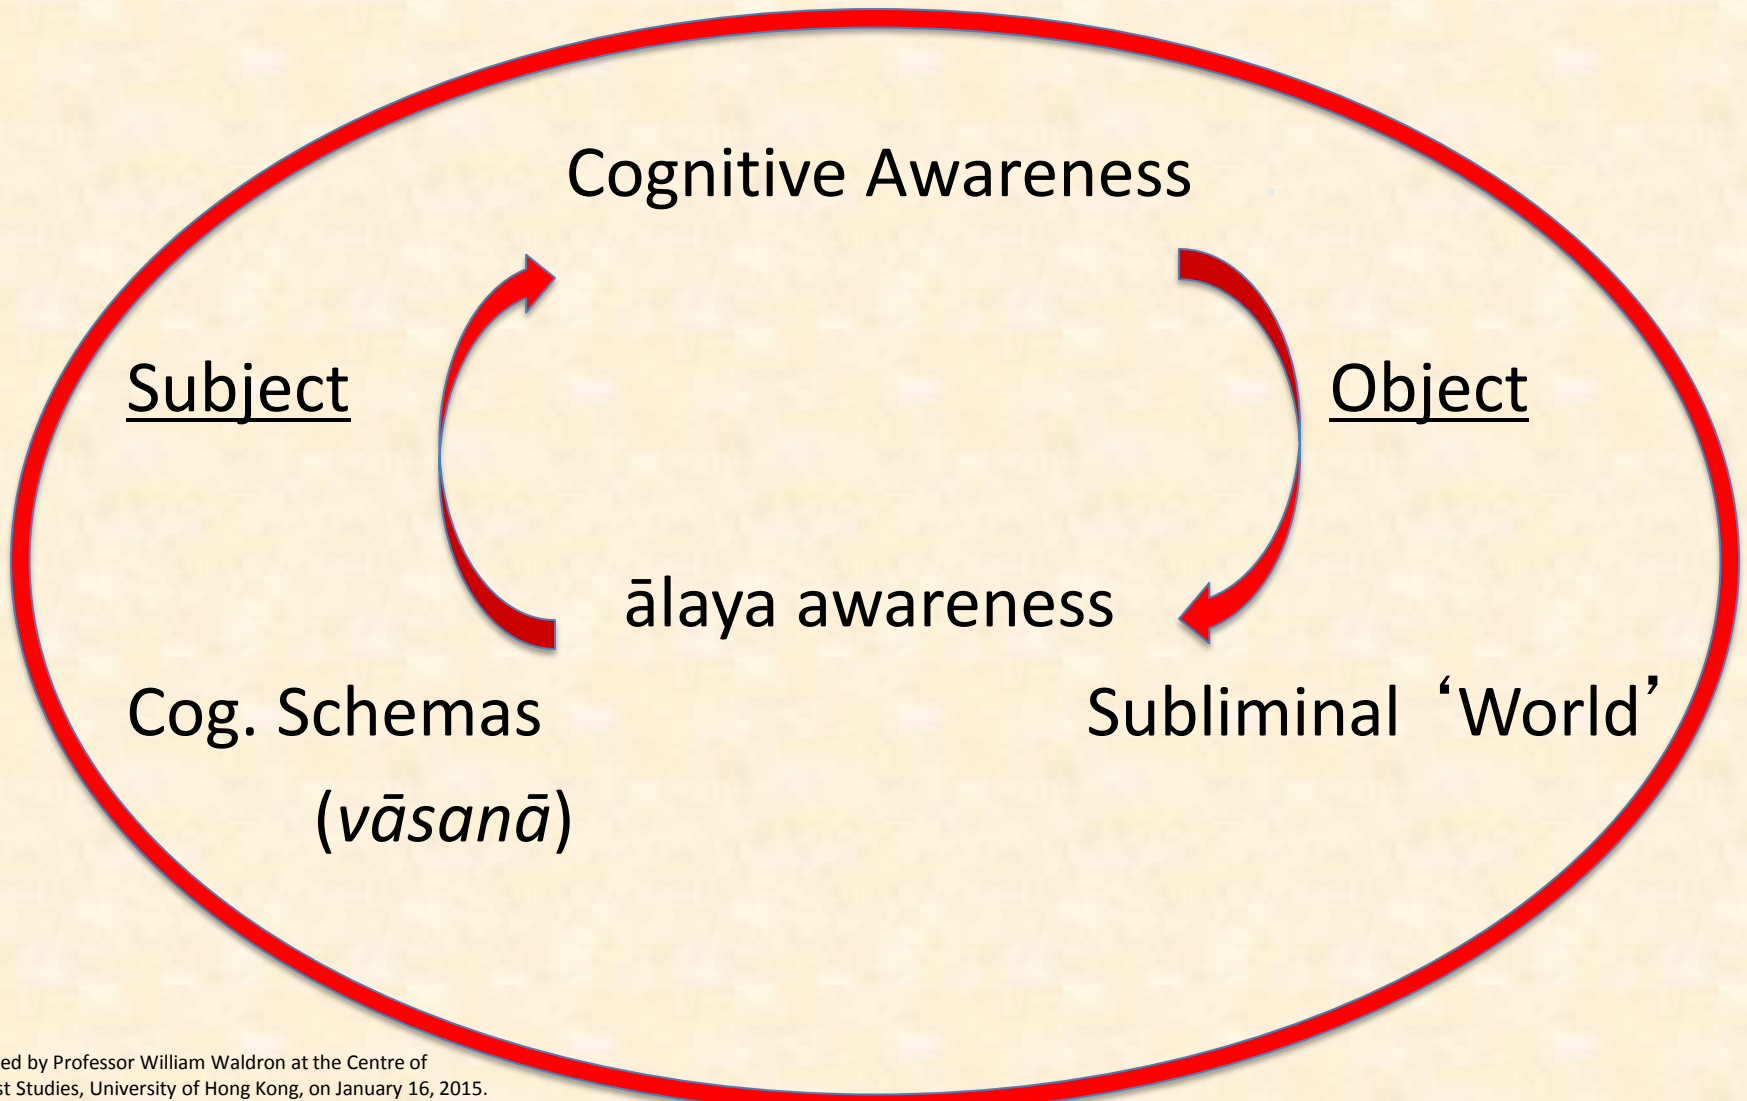 Cognitive Awareness
Subject
Object
ālaya awareness
Cog. Schemas
Subliminal ‘World’
(vāsanā)
by Professor William Waldron at the Centre of
Studies, University of Hong Kong, on January 16, 2015.